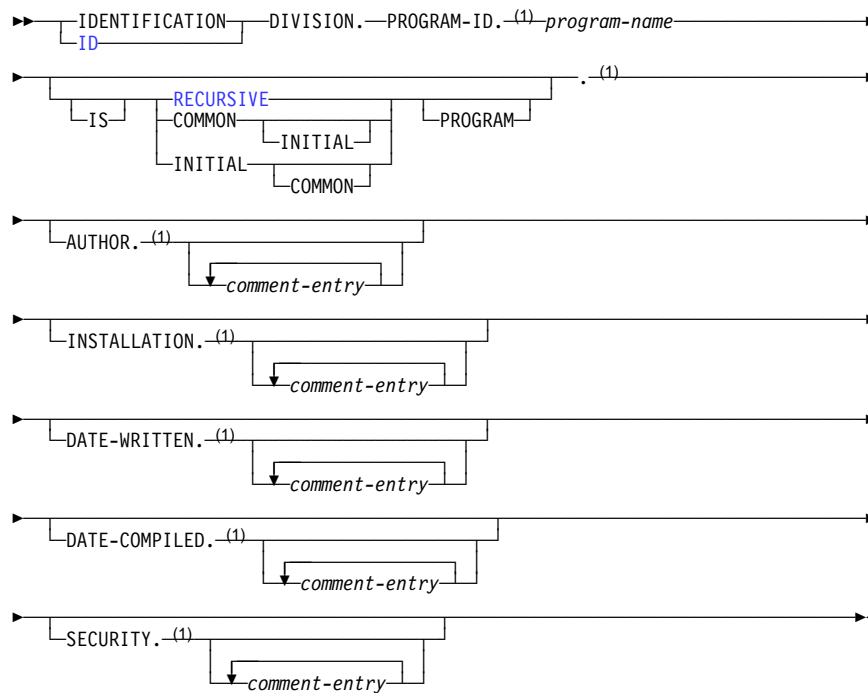 IDENTIFICATION DIVISION. PROGRAM-ID. (1) program-name
ID
. (1)
IS RECURSIVE PROGRAM
COMMON
INITIAL
INITIAL
COMMON
AUTHOR. (1)
comment-entry
INSTALLATION. (1)
comment-entry
DATE-WRITTEN. (1)
comment-entry
DATE-COMPILED. (1)
comment-entry
SECURITY. (1)
comment-entry